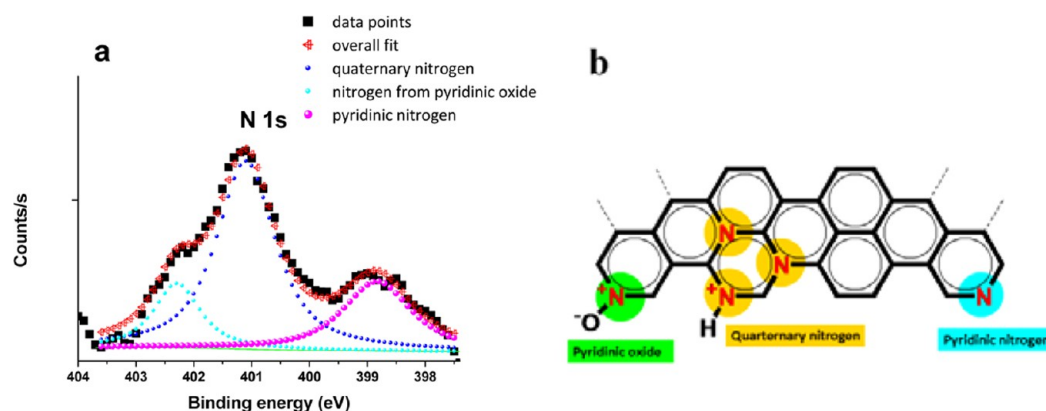 a
data points
overall fit
quaternary nitrogen
nitrogen from pyridinic oxide
pyridinic nitrogen
N 1s
Counts/s
404 403 402 401 400 399 398
Binding energy (eV)
b
N
N
N+
N+
N
-O
H
Pyridinic oxide
Quarternary nitrogen
Pyridinic nitrogen